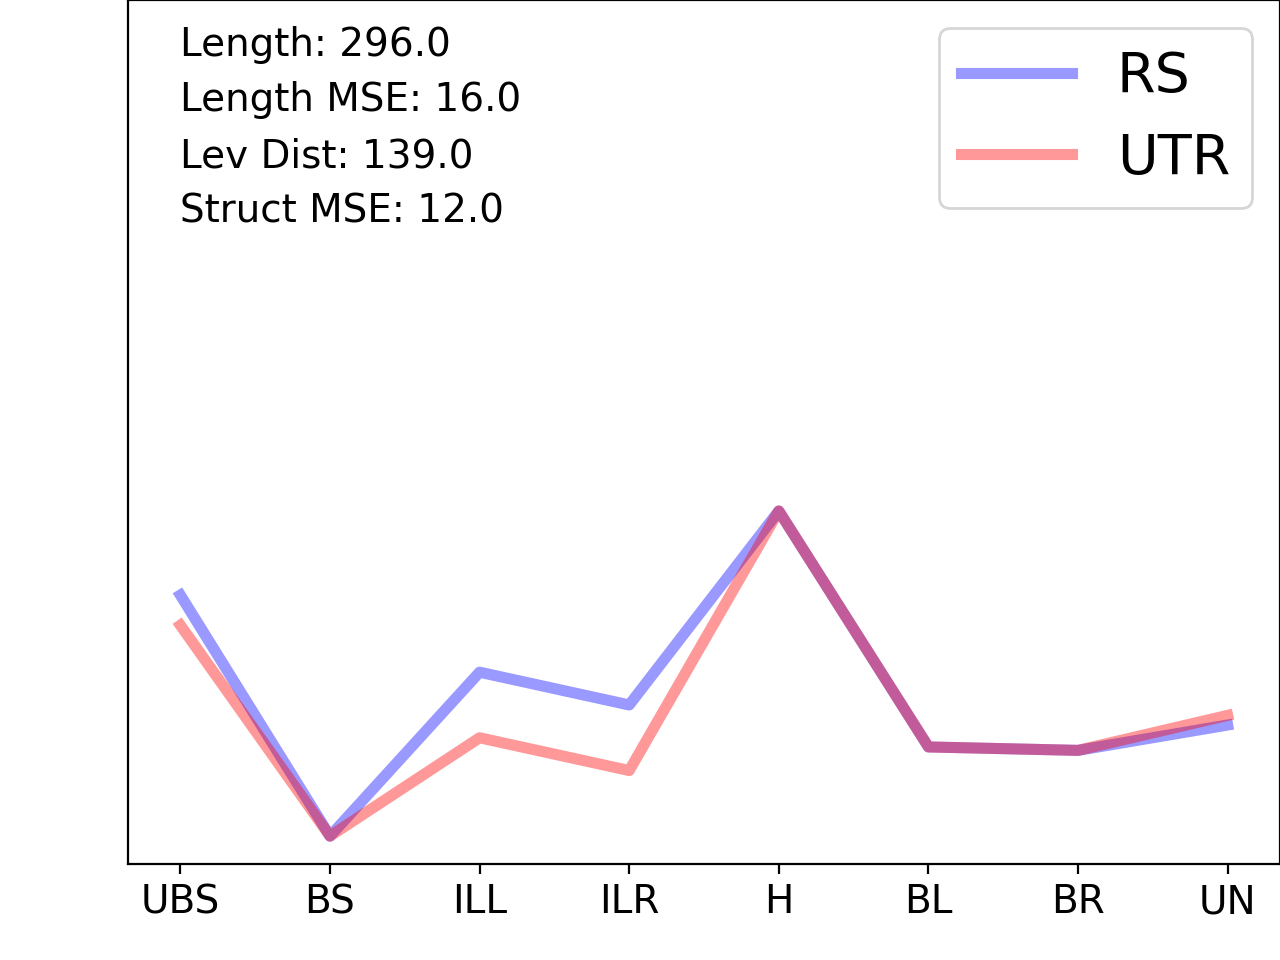 Length: 296.0
Length MSE: 16.0
Lev Dist: 139.0
Struct MSE: 12.0
RS
UTR
UBS BS ILL ILR H BL BR UN